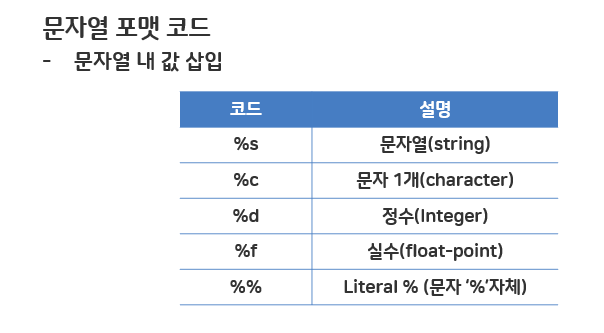 문자열 포맷 코드
- 문자열 내 값 삽입
코드 설명
%s 문자열(string)
%c 문자 1개(character)
%d 정수(Integer)
%f 실수(float-point)
%% Literal % (문자 ‘%’자체)